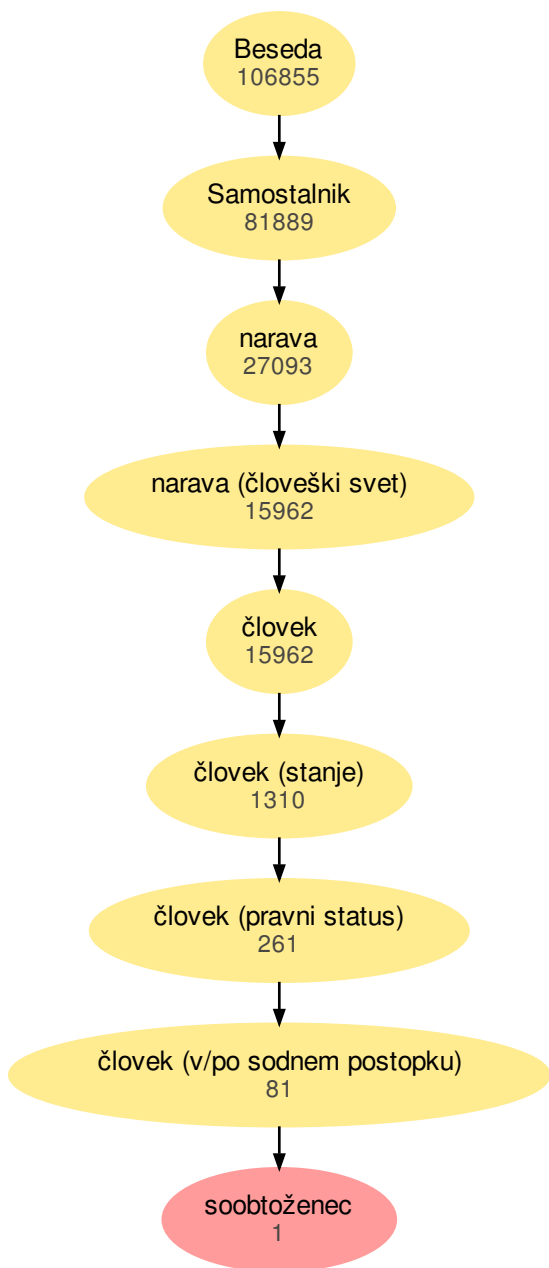 Beseda
106855
Samostalnik
81889
narava
27093
narava (človeški svet)
15962
človek
15962
človek (stanje)
1310
človek (pravni status)
261
človek (v/po sodnem postopku)
81
soobtoženec
1